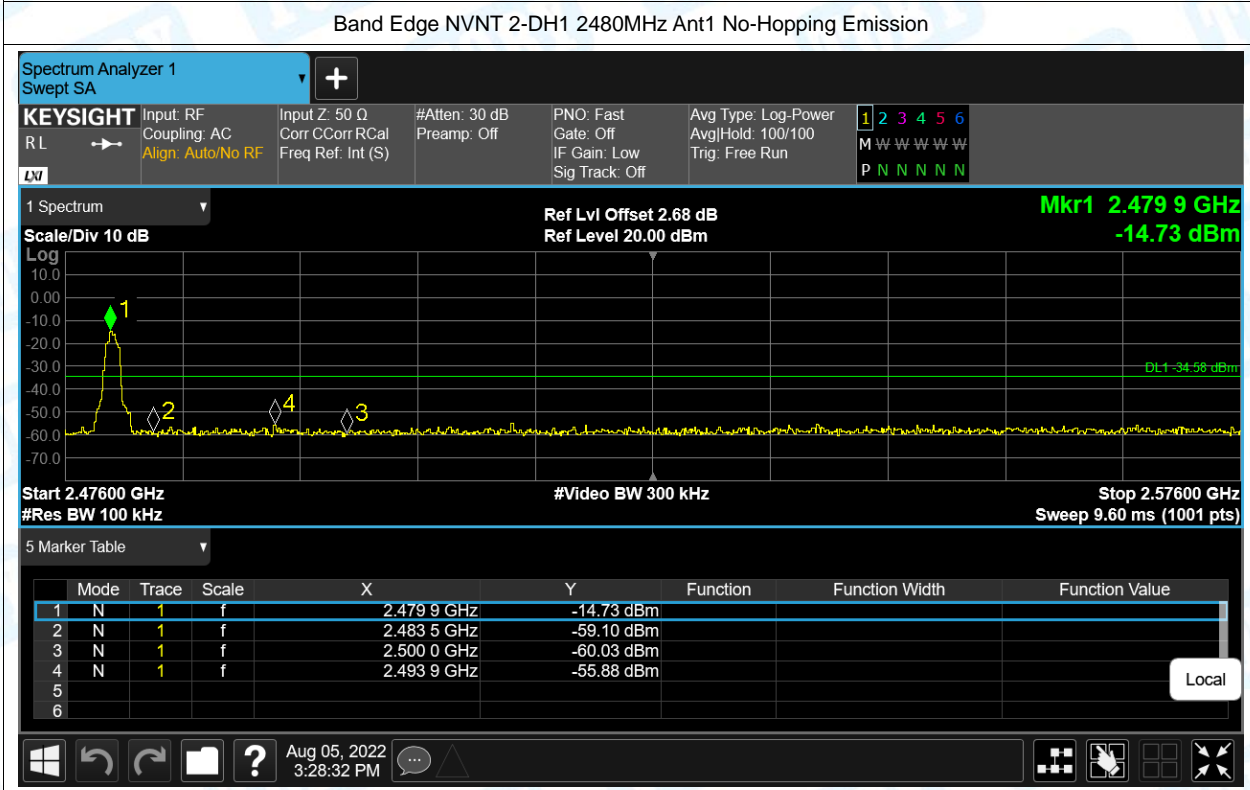 Band Edge NVNT 2-DH1 2480MHz Ant1 No-Hopping Emission
Spectrum Analyzer 1
Swept SA
KEYSIGHT
R L
LXI
Input: RF
Coupling: AC
Align: Auto/No RF
Input Z: 50 Ω
Corr CCorr RCal
Freq Ref: Int (S)
#Atten: 30 dB
Preamp: Off
PNO: Fast
Gate: Off
IF Gain: Low
Sig Track: Off
Avg Type: Log-Power
Avg|Hold: 100/100
Trig: Free Run
1 2 3 4 5 6
M W W W W W
P N N N N N
1 Spectrum
Scale/Div 10 dB
Ref Lvl Offset 2.68 dB
Ref Level 20.00 dBm
Mkr1 2.479 9 GHz
-14.73 dBm
Log
10.0
0.00
-10.0
-20.0
-30.0
-40.0
-50.0
-60.0
-70.0
1
2
4
3
DL1 -34.58 dBm
Start 2.47600 GHz
#Res BW 100 kHz
#Video BW 300 kHz
Stop 2.57600 GHz
Sweep 9.60 ms (1001 pts)
5 Marker Table
Mode Trace Scale X Y Function Function Width Function Value
1 N 1 f 2.479 9 GHz -14.73 dBm
2 N 1 f 2.483 5 GHz -59.10 dBm
3 N 1 f 2.500 0 GHz -60.03 dBm
4 N 1 f 2.493 9 GHz -55.88 dBm
5
6
Local
?
Aug 05, 2022
3:28:32 PM